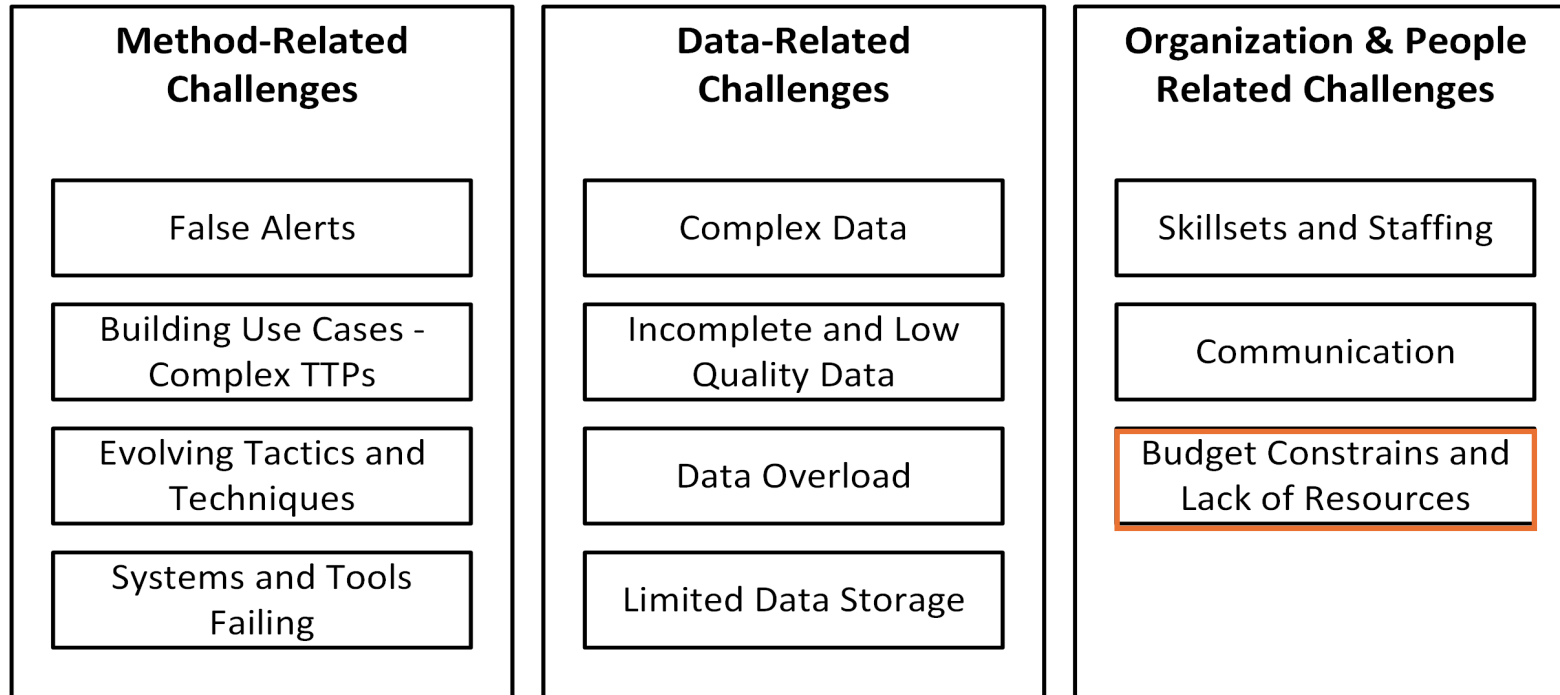 Method-Related
Challenges
False Alerts
Building Use Cases -
Complex TTPs
Evolving Tactics and
Techniques
Systems and Tools
Failing
Data-Related
Challenges
Complex Data
Incomplete and Low
Quality Data
Data Overload
Limited Data Storage
Organization & People
Related Challenges
Skillsets and Staffing
Communication
Budget Constrains and
Lack of Resources